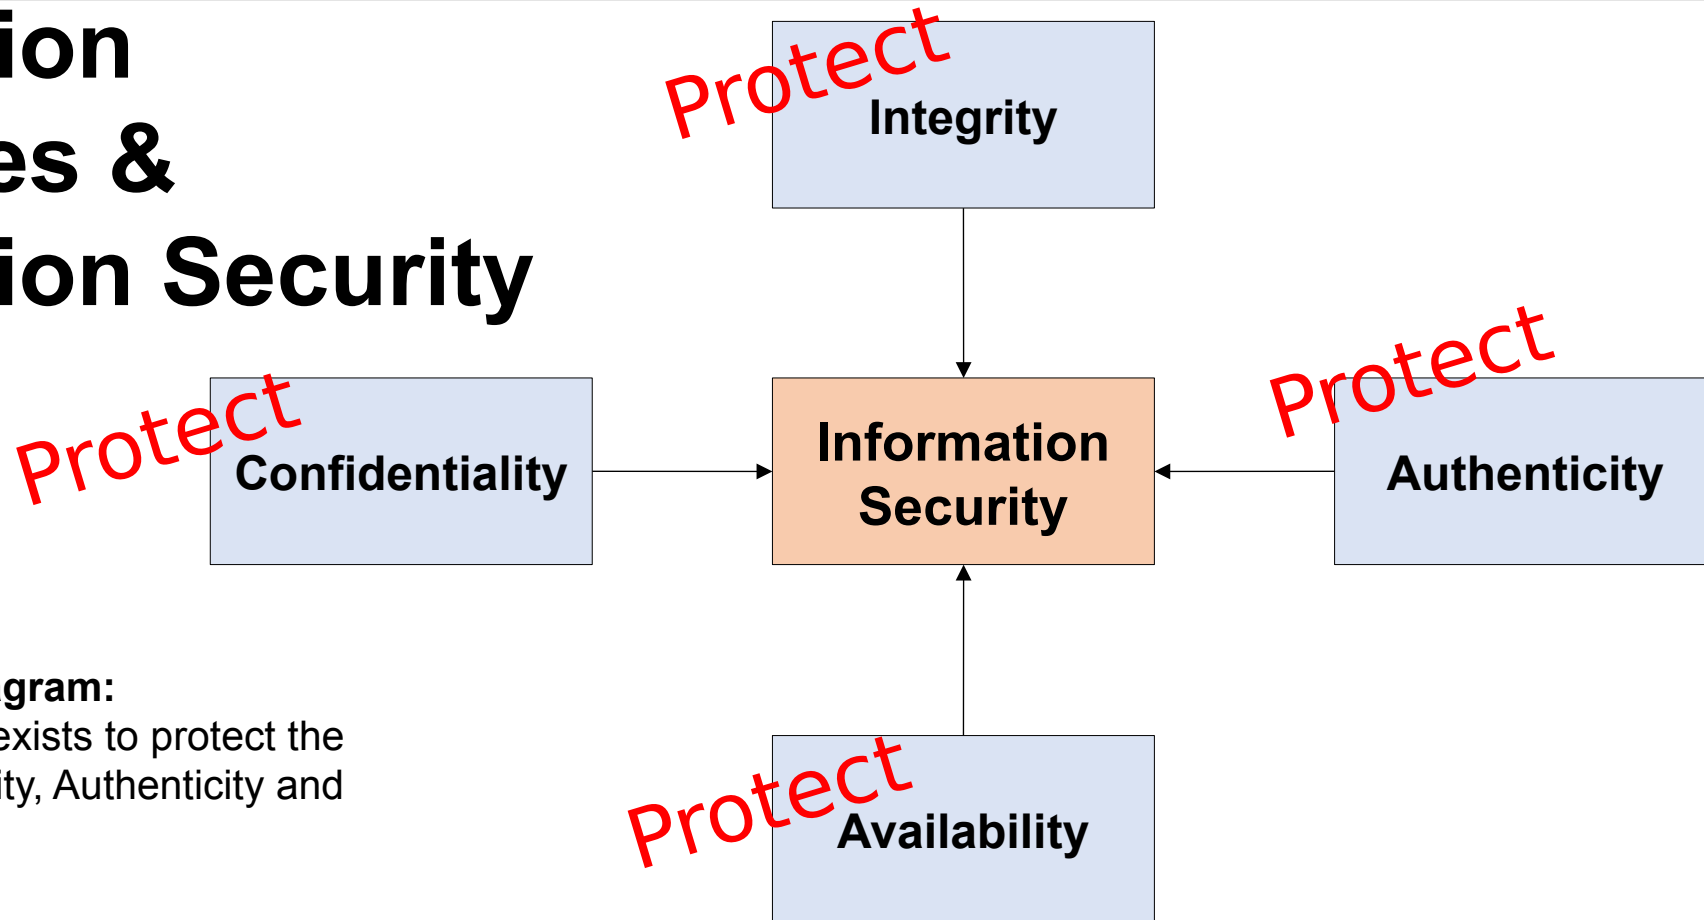 ion
es &
ion Security
Protect
Integrity
Protect
Confidentiality
Information
Security
Protect
Authenticity
agram:
exists to protect the
ity, Authenticity and
Protect
Availability